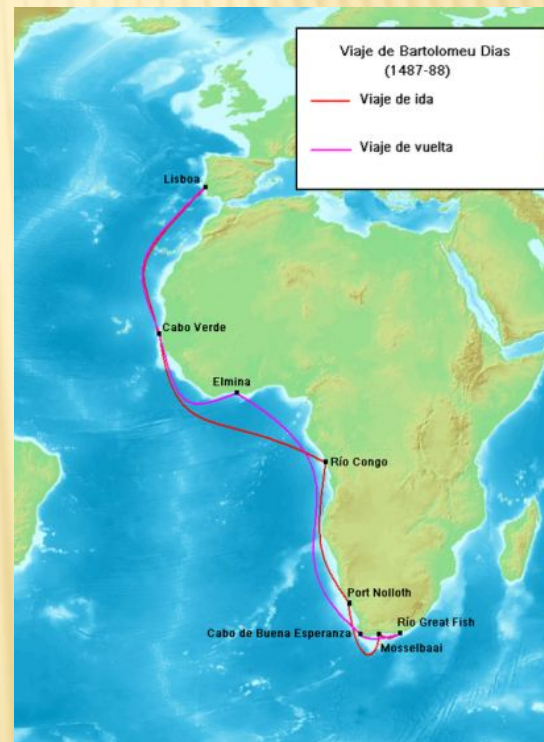 Viaje de Bartolomeu Dias
(1487-88)
Viaje de ida
Viaje de vuelta
Lisboa
Cabo Verde
Elmina
Río Congo
Port Nolloth
Río Great Fish
Cabo de Buena Esperanza
Mosselbaai